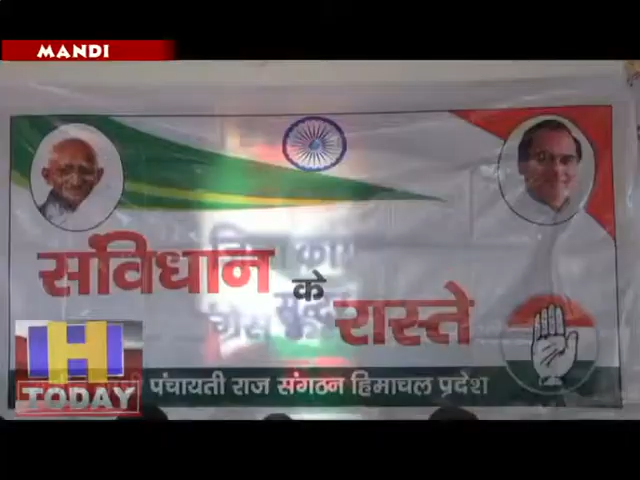 MANDI
संविधान
के
रास्ते
पंचायती राज संगठन हिमाचल प्रदेश
H
TODAY